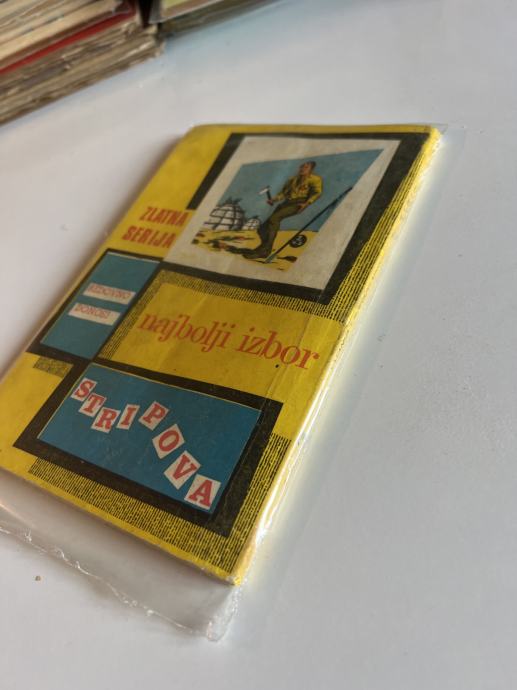 ZLATNA
SERIJA
REDOVNO
DONOSI
najbolji izbor
STRIPOVA